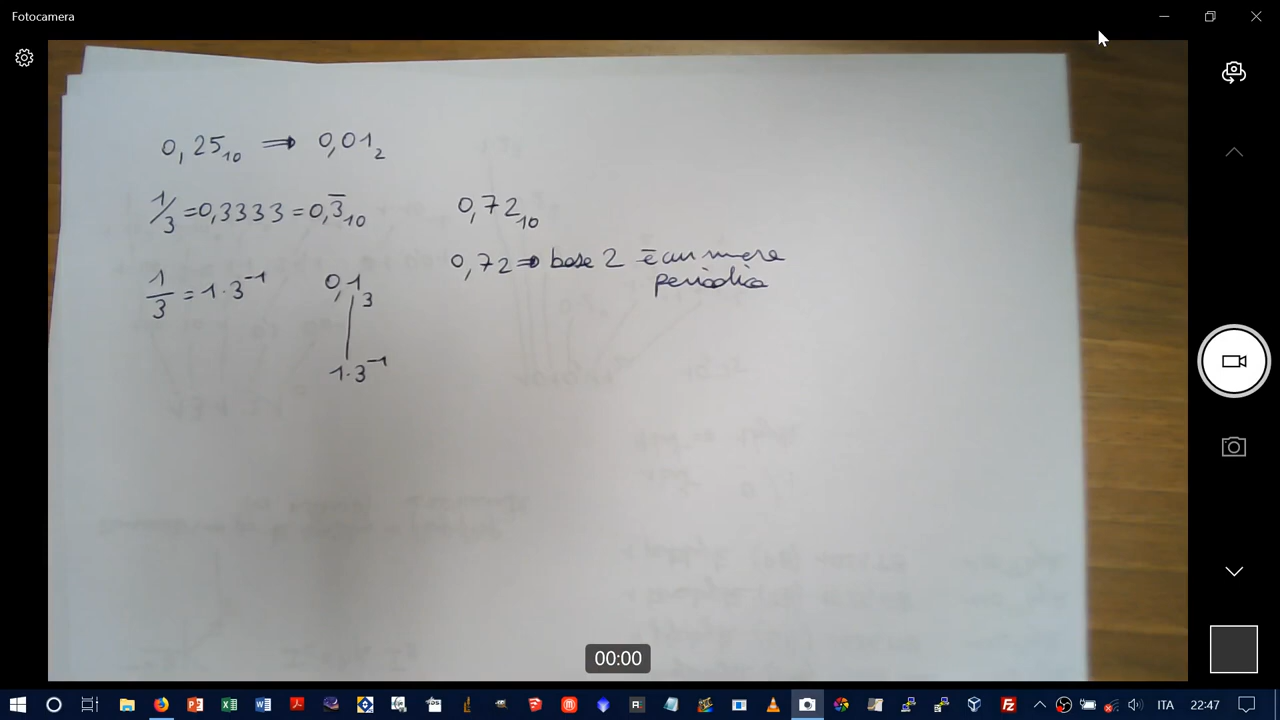 Fotocamera
0,25₁₀ ⇒ 0,01₂
1/3 = 0,3333 = 0,3̅₁₀
0,72₁₀
0,72 ⇒ base 2 è un numero
periodico
1/3 = 1·3⁻¹
0,1₃
1·3⁻¹
00:00
ITA
22:47